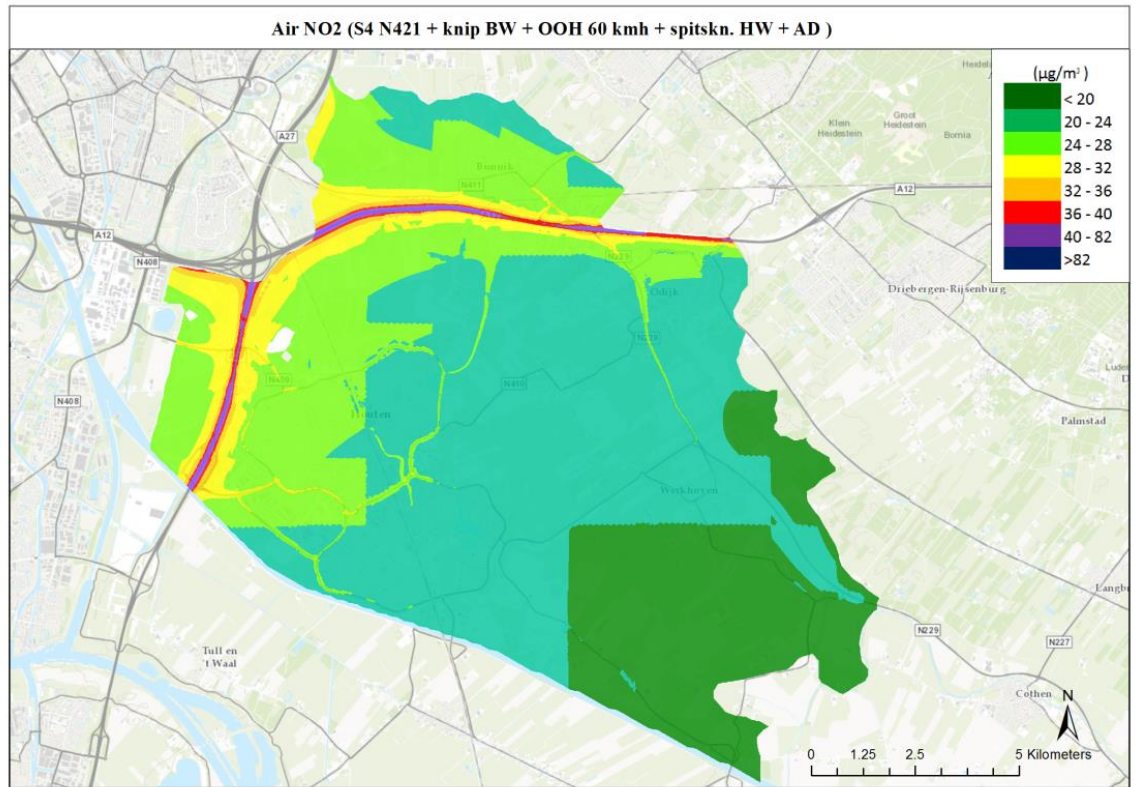 Air NO2 (S4 N421 + knip BW + OOH 60 kmh + spitskn. HW + AD )
(µg/m³ )
< 20
20 - 24
24 - 28
28 - 32
32 - 36
36 - 40
40 - 82
>82
Klein
Heidestein
Groel
Heidestein
Bornia
A27
Bunnik
N411
A12
A12
N408
N229
Odijk
Driebergen-Rijsenburg
N229
N410
N408
Houten
Palmstad
Werkhoven
N229
N227
Tull en
't Waal
Cothen
N
0 1.25 2.5 5 Kilometers